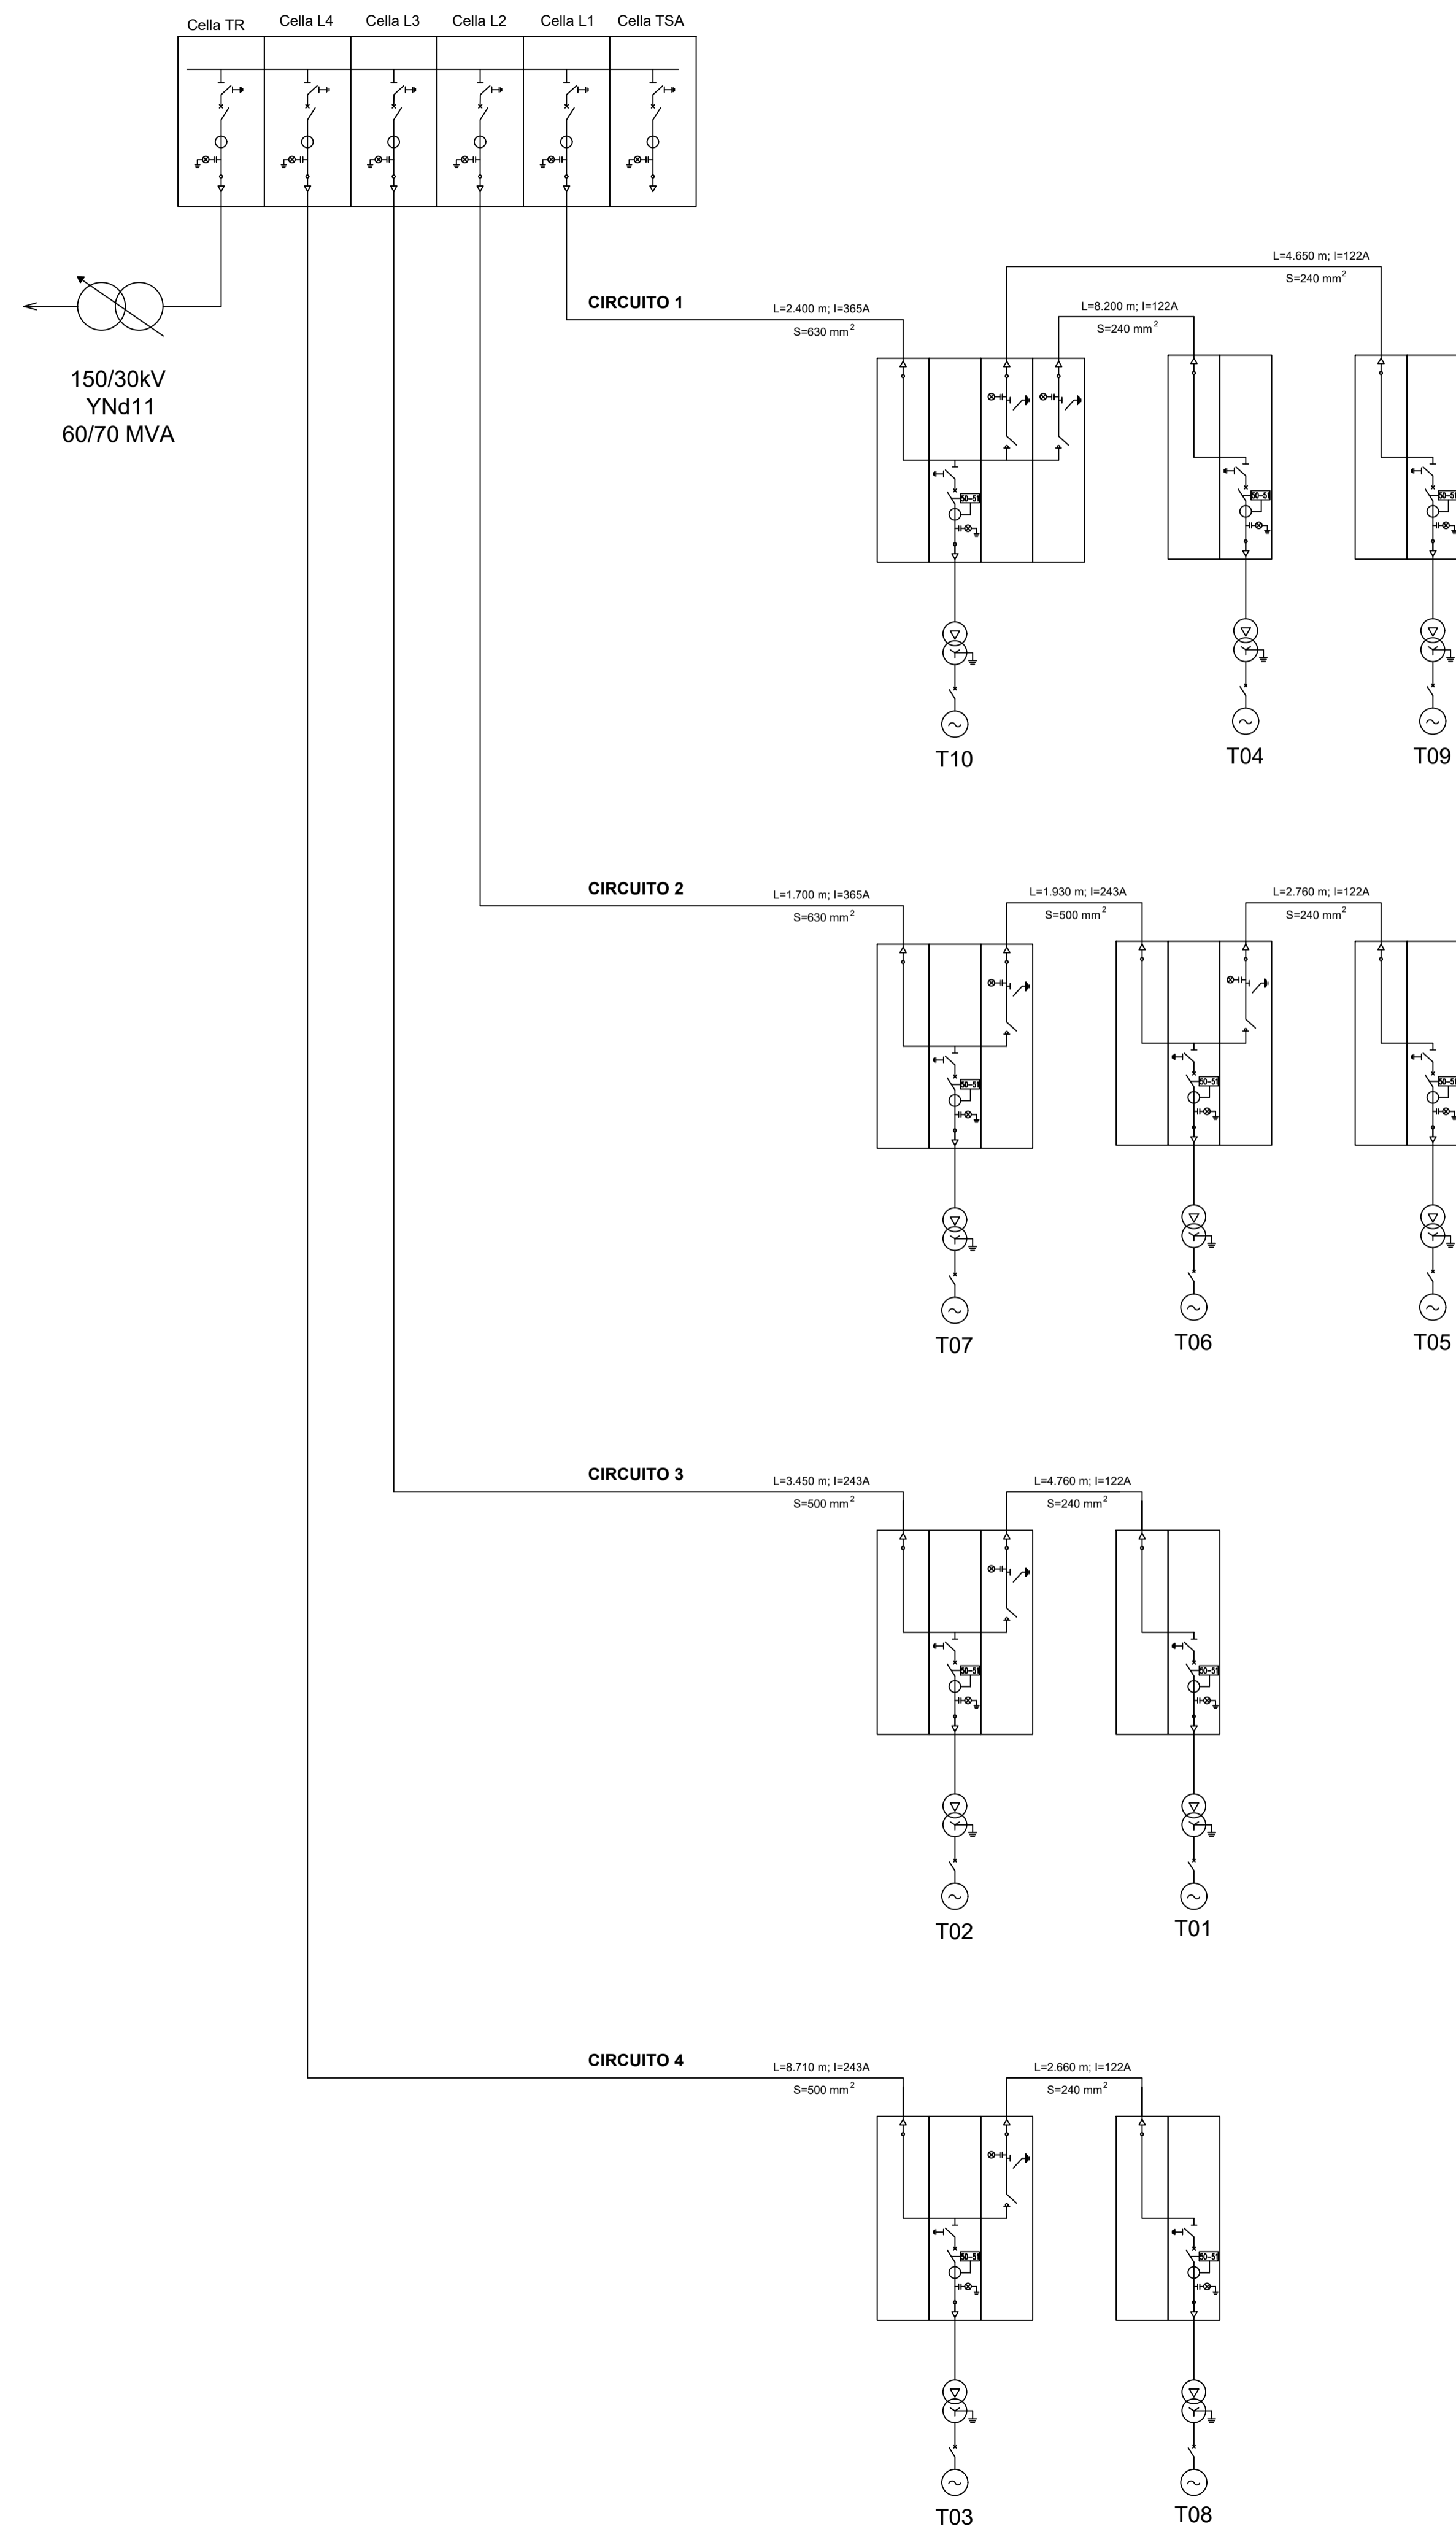 Cella TR
Cella L4
Cella L3
Cella L2
Cella L1
Cella TSA
150/30kV
YNd11
60/70 MVA
CIRCUITO 1
L=2.400 m; I=365A
S=630 mm2
L=4.650 m; I=122A
S=240 mm2
L=8.200 m; I=122A
S=240 mm2
50-51
50-51
50-51
T10
T04
T09
CIRCUITO 2
L=1.700 m; I=365A
S=630 mm2
L=1.930 m; I=243A
S=500 mm2
L=2.760 m; I=122A
S=240 mm2
50-51
50-51
50-51
T07
T06
T05
CIRCUITO 3
L=3.450 m; I=243A
S=500 mm2
L=4.760 m; I=122A
S=240 mm2
50-51
50-51
T02
T01
CIRCUITO 4
L=8.710 m; I=243A
S=500 mm2
L=2.660 m; I=122A
S=240 mm2
50-51
50-51
T03
T08